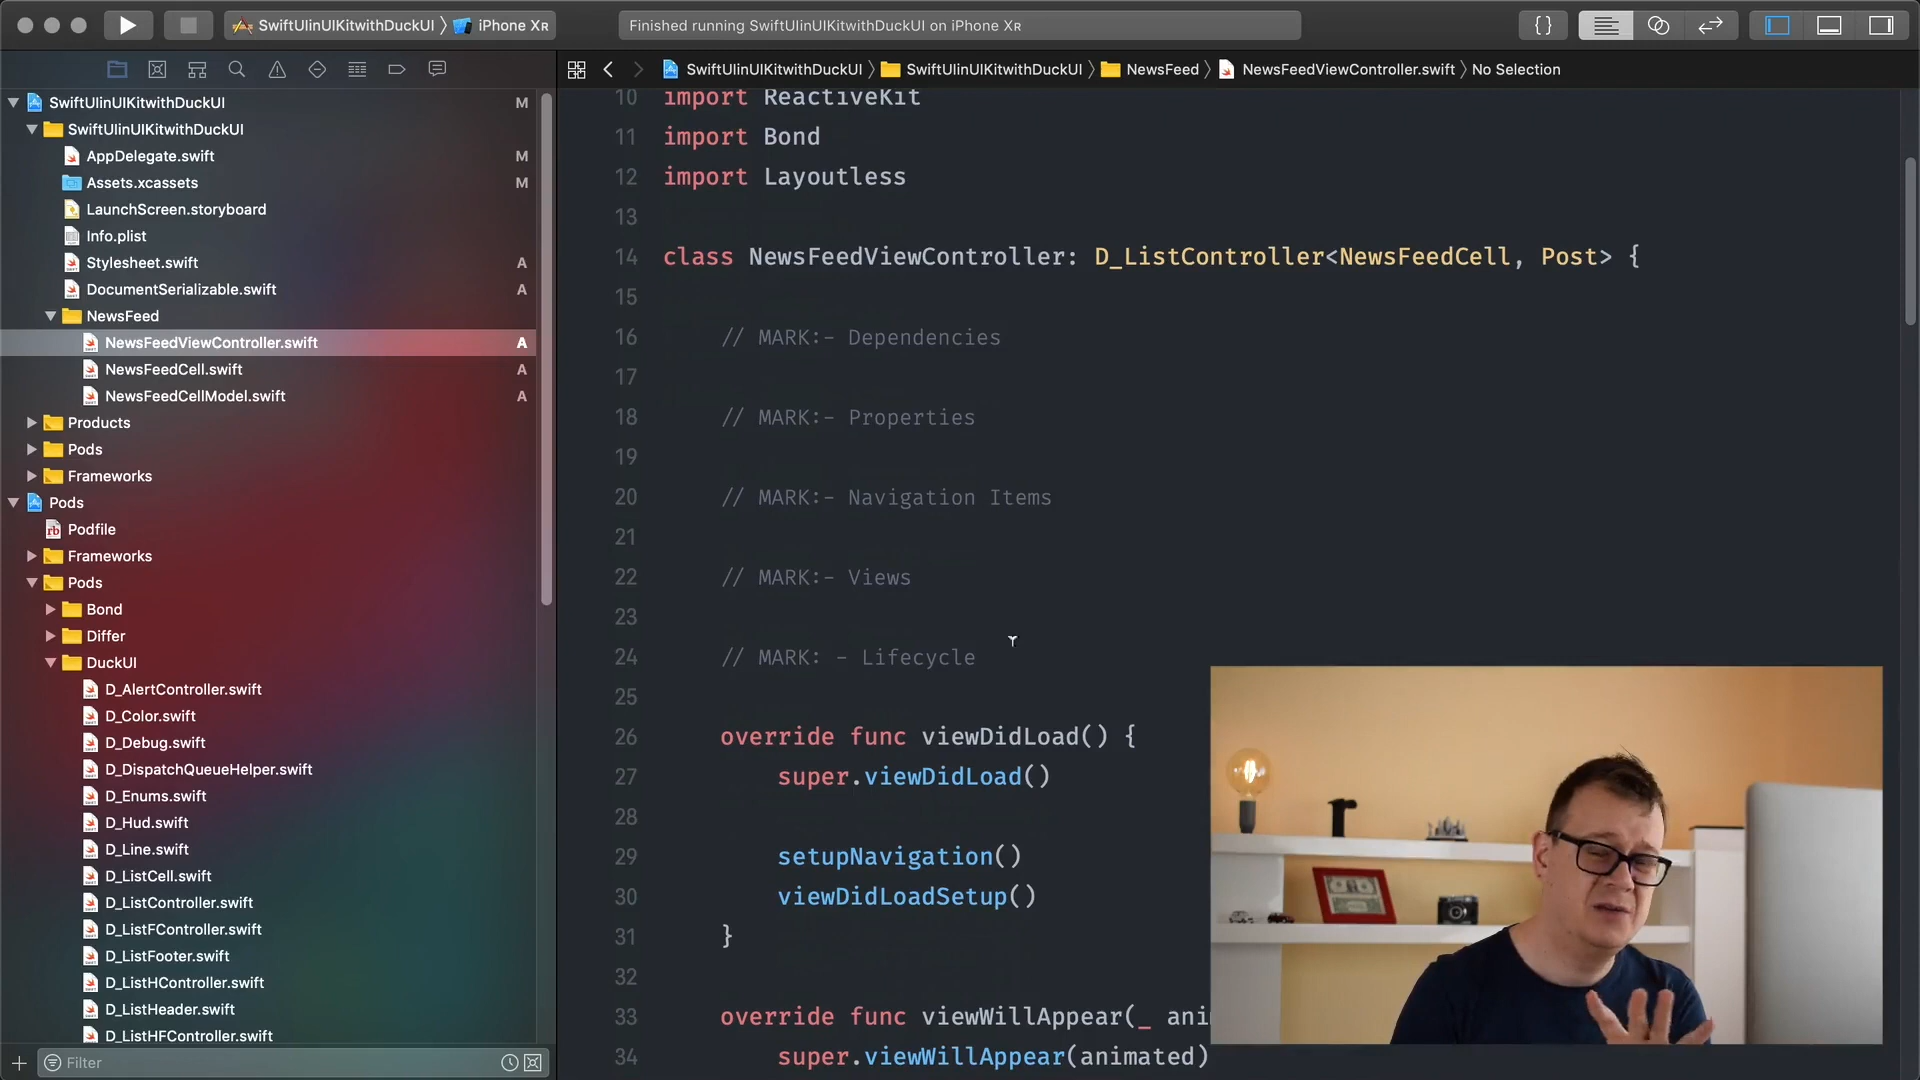 SwiftUIinUIKitwithDuckUI 〉 iPhone Xʀ
Finished running SwiftUIinUIKitwithDuckUI on iPhone Xʀ
{}
SwiftUIinUIKitwithDuckUI 〉 SwiftUIinUIKitwithDuckUI 〉 NewsFeed 〉 NewsFeedViewController.swift 〉 No Selection
SwiftUIinUIKitwithDuckUI M
SwiftUIinUIKitwithDuckUI
AppDelegate.swift M
Assets.xcassets M
LaunchScreen.storyboard
Info.plist
Stylesheet.swift A
DocumentSerializable.swift A
NewsFeed
NewsFeedViewController.swift A
NewsFeedCell.swift A
NewsFeedCellModel.swift A
Products
Pods
Frameworks
Pods
Podfile
Frameworks
Pods
Bond
Differ
DuckUI
D_AlertController.swift
D_Color.swift
D_Debug.swift
D_DispatchQueueHelper.swift
D_Enums.swift
D_Hud.swift
D_Line.swift
D_ListCell.swift
D_ListController.swift
D_ListFController.swift
D_ListFooter.swift
D_ListHController.swift
D_ListHeader.swift
D_ListHFController.swift
Filter
10 import ReactiveKit
11 import Bond
12 import Layoutless
13
14 class NewsFeedViewController: D_ListController<NewsFeedCell, Post> {
15
16 // MARK:- Dependencies
17
18 // MARK:- Properties
19
20 // MARK:- Navigation Items
21
22 // MARK:- Views
23
24 // MARK: - Lifecycle
25
26 override func viewDidLoad() {
27 super.viewDidLoad()
28
29 setupNavigation()
30 viewDidLoadSetup()
31 }
32
33 override func viewWillAppear(_ ani
34 super.viewWillAppear(animated)